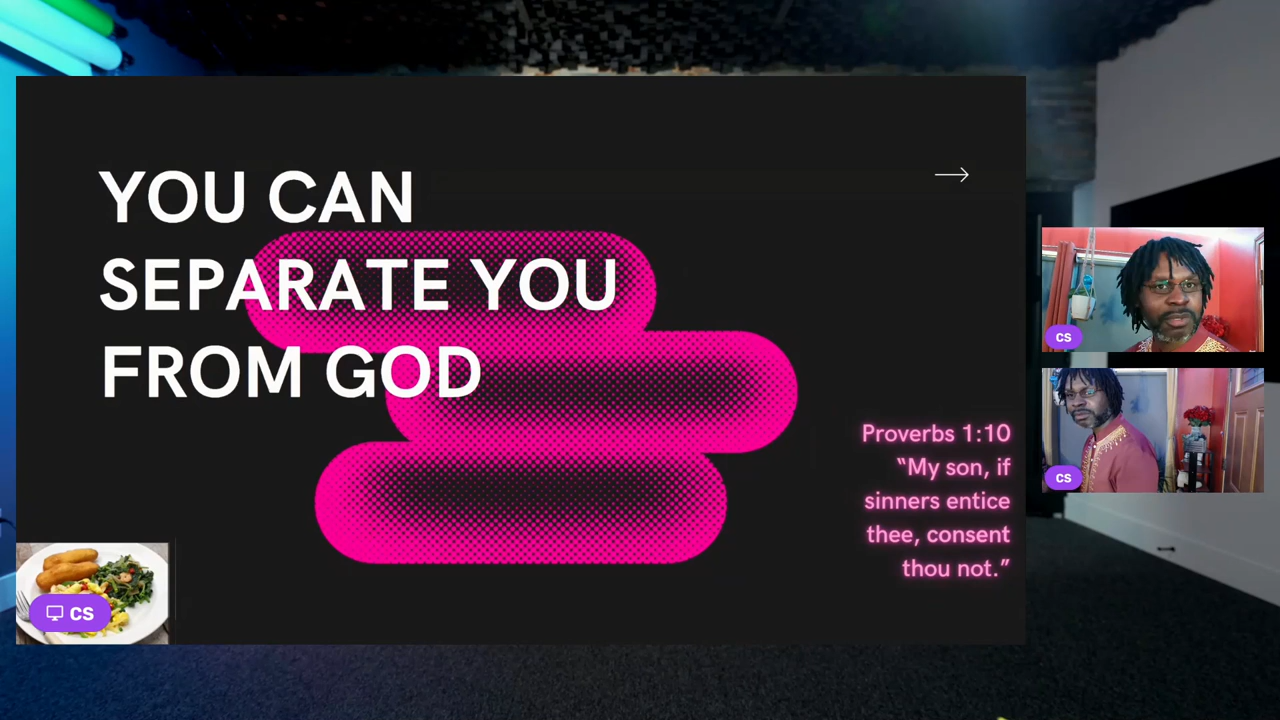 YOU CAN
SEPARATE YOU
FROM GOD
Proverbs 1:10
“My son, if
sinners entice
thee, consent
thou not.”
CS
CS
CS